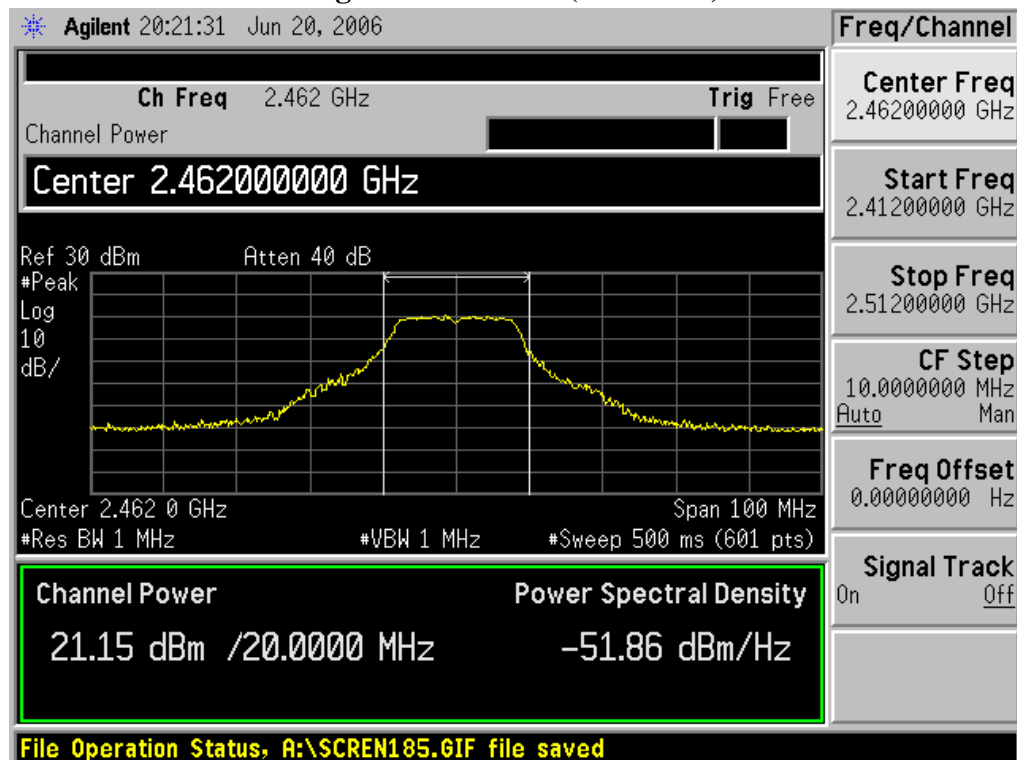 Agilent 20:21:31 Jun 20, 2006
Freq/Channel
Ch Freq 2.462 GHz Trig Free
Channel Power
Center 2.462000000 GHz
Ref 30 dBm Atten 40 dB
#Peak
Log
10
dB/
Center 2.462 0 GHz Span 100 MHz
#Res BW 1 MHz #VBW 1 MHz #Sweep 500 ms (601 pts)
Channel Power Power Spectral Density
21.15 dBm /20.0000 MHz -51.86 dBm/Hz
Center Freq
2.46200000 GHz
Start Freq
2.41200000 GHz
Stop Freq
2.51200000 GHz
CF Step
10.0000000 MHz
Auto Man
Freq Offset
0.00000000 Hz
Signal Track
On Off
File Operation Status, A:\SCREN185.GIF file saved